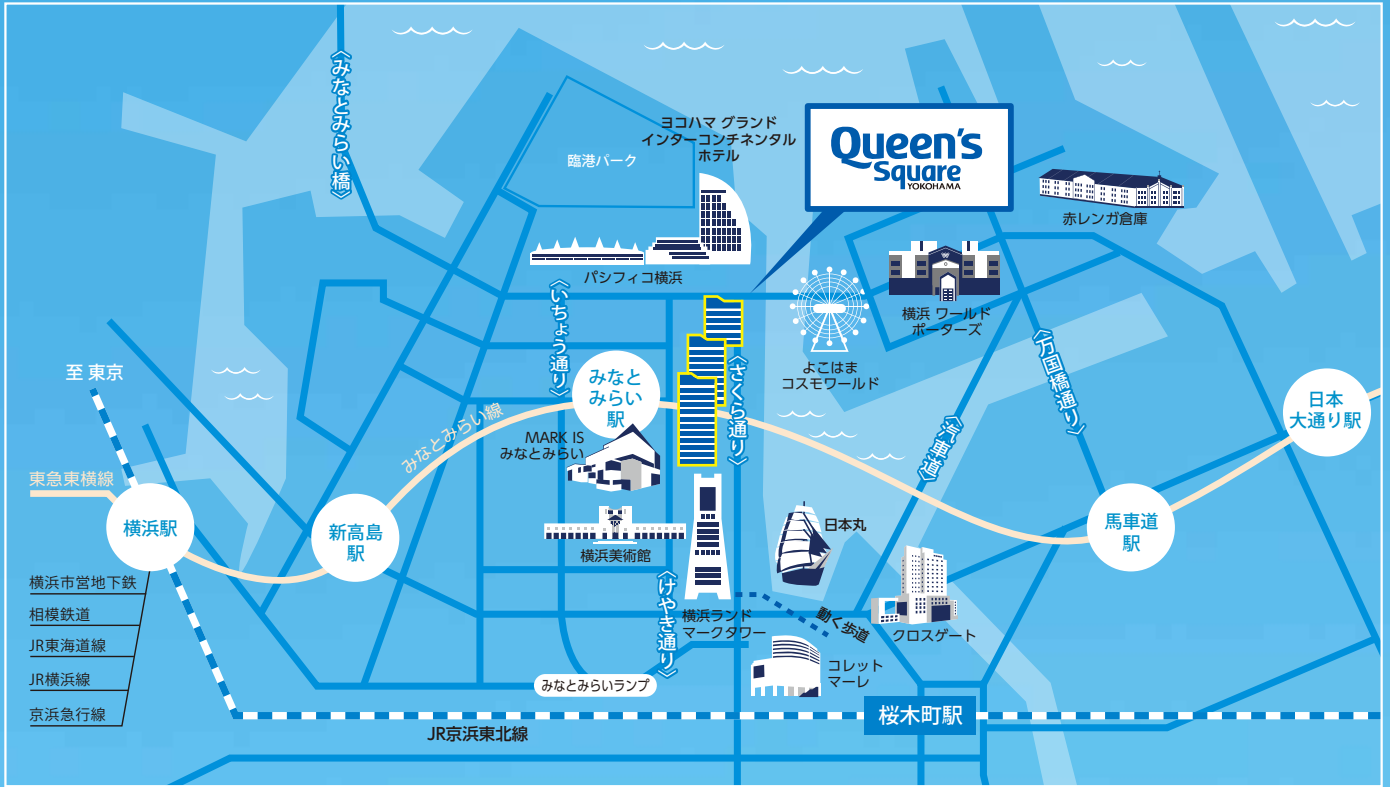 〈みなとみらい橋〉
臨港パーク
ヨコハマ グランド
インターコンチネンタル
ホテル
Queen's
Square
YOKOHAMA
赤レンガ倉庫
パシフィコ横浜
〈いちょう通り〉
横浜 ワールド
ポーターズ
よこはま
コスモワールド
〈万国橋通り〉
至 東京
みなと
みらい
駅
〈さくら通り〉
日本
大通り駅
みなとみらい線
MARK IS
みなとみらい
〈汽車道〉
東急東横線
横浜駅
新高島
駅
横浜美術館
日本丸
馬車道
駅
横浜市営地下鉄
相模鉄道
JR東海道線
JR横浜線
京浜急行線
〈けやき通り〉
横浜ランド
マークタワー
動く歩道
クロスゲート
コレット
マーレ
みなとみらいランプ
桜木町駅
JR京浜東北線